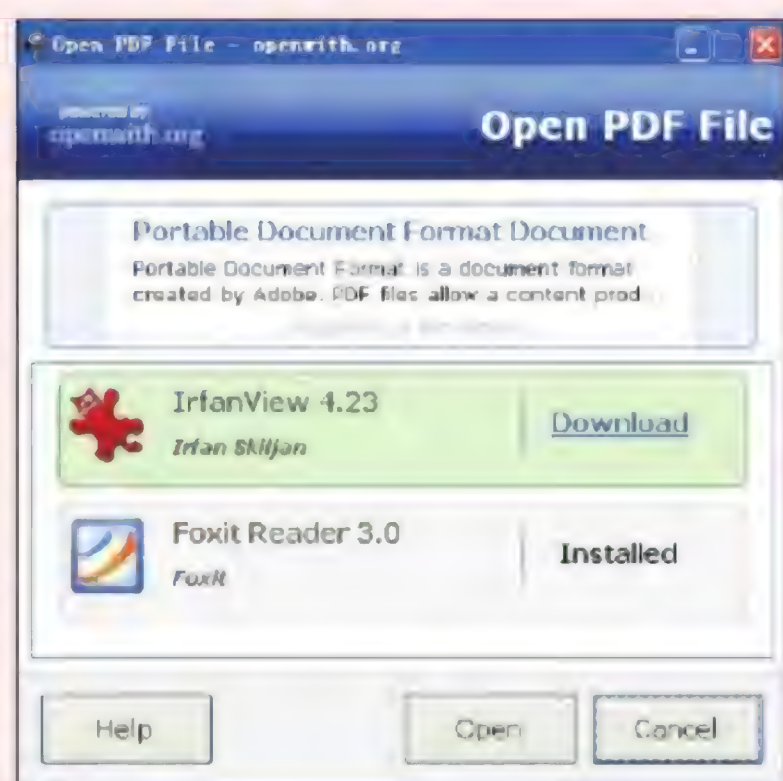 Open PDF File - openwith.org
powered by
openwith.org
Open PDF File
Portable Document Format Document
Portable Document Format is a document format
created by Adobe. PDF files allow a content prod
IrfanView 4.23
Irfan Skiljan
Download
Foxit Reader 3.0
Foxit
Installed
Help
Open
Cancel